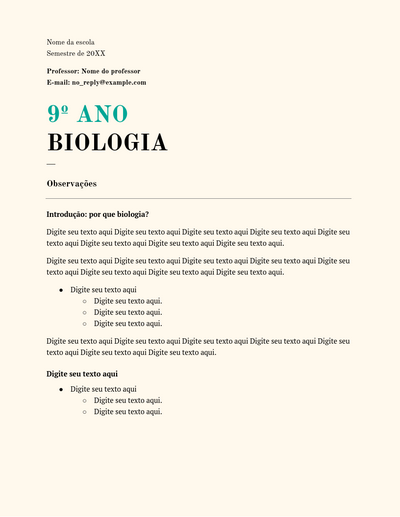 Nome da escola
Semestre de 20XX
Professor: Nome do professor
E-mail: no_reply@example.com
9º ANO
BIOLOGIA
—
Observações
Introdução: por que biologia?
Digite seu texto aqui Digite seu texto aqui Digite seu texto aqui Digite seu texto aqui Digite seu
texto aqui Digite seu texto aqui Digite seu texto aqui Digite seu texto aqui.
Digite seu texto aqui Digite seu texto aqui Digite seu texto aqui Digite seu texto aqui Digite seu
texto aqui Digite seu texto aqui Digite seu texto aqui Digite seu texto aqui.
● Digite seu texto aqui
○ Digite seu texto aqui.
○ Digite seu texto aqui.
○ Digite seu texto aqui.
Digite seu texto aqui Digite seu texto aqui Digite seu texto aqui Digite seu texto aqui Digite seu
texto aqui Digite seu texto aqui Digite seu texto aqui.
Digite seu texto aqui
● Digite seu texto aqui
○ Digite seu texto aqui.
○ Digite seu texto aqui.